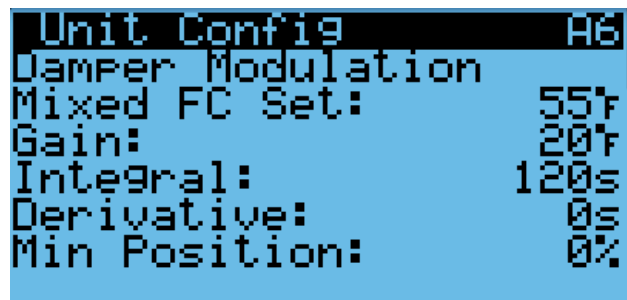 Unit Config A6
Damper Modulation
Mixed FC Set: 55°F
Gain: 20°F
Integral: 120s
Derivative: 0s
Min Position: 0%